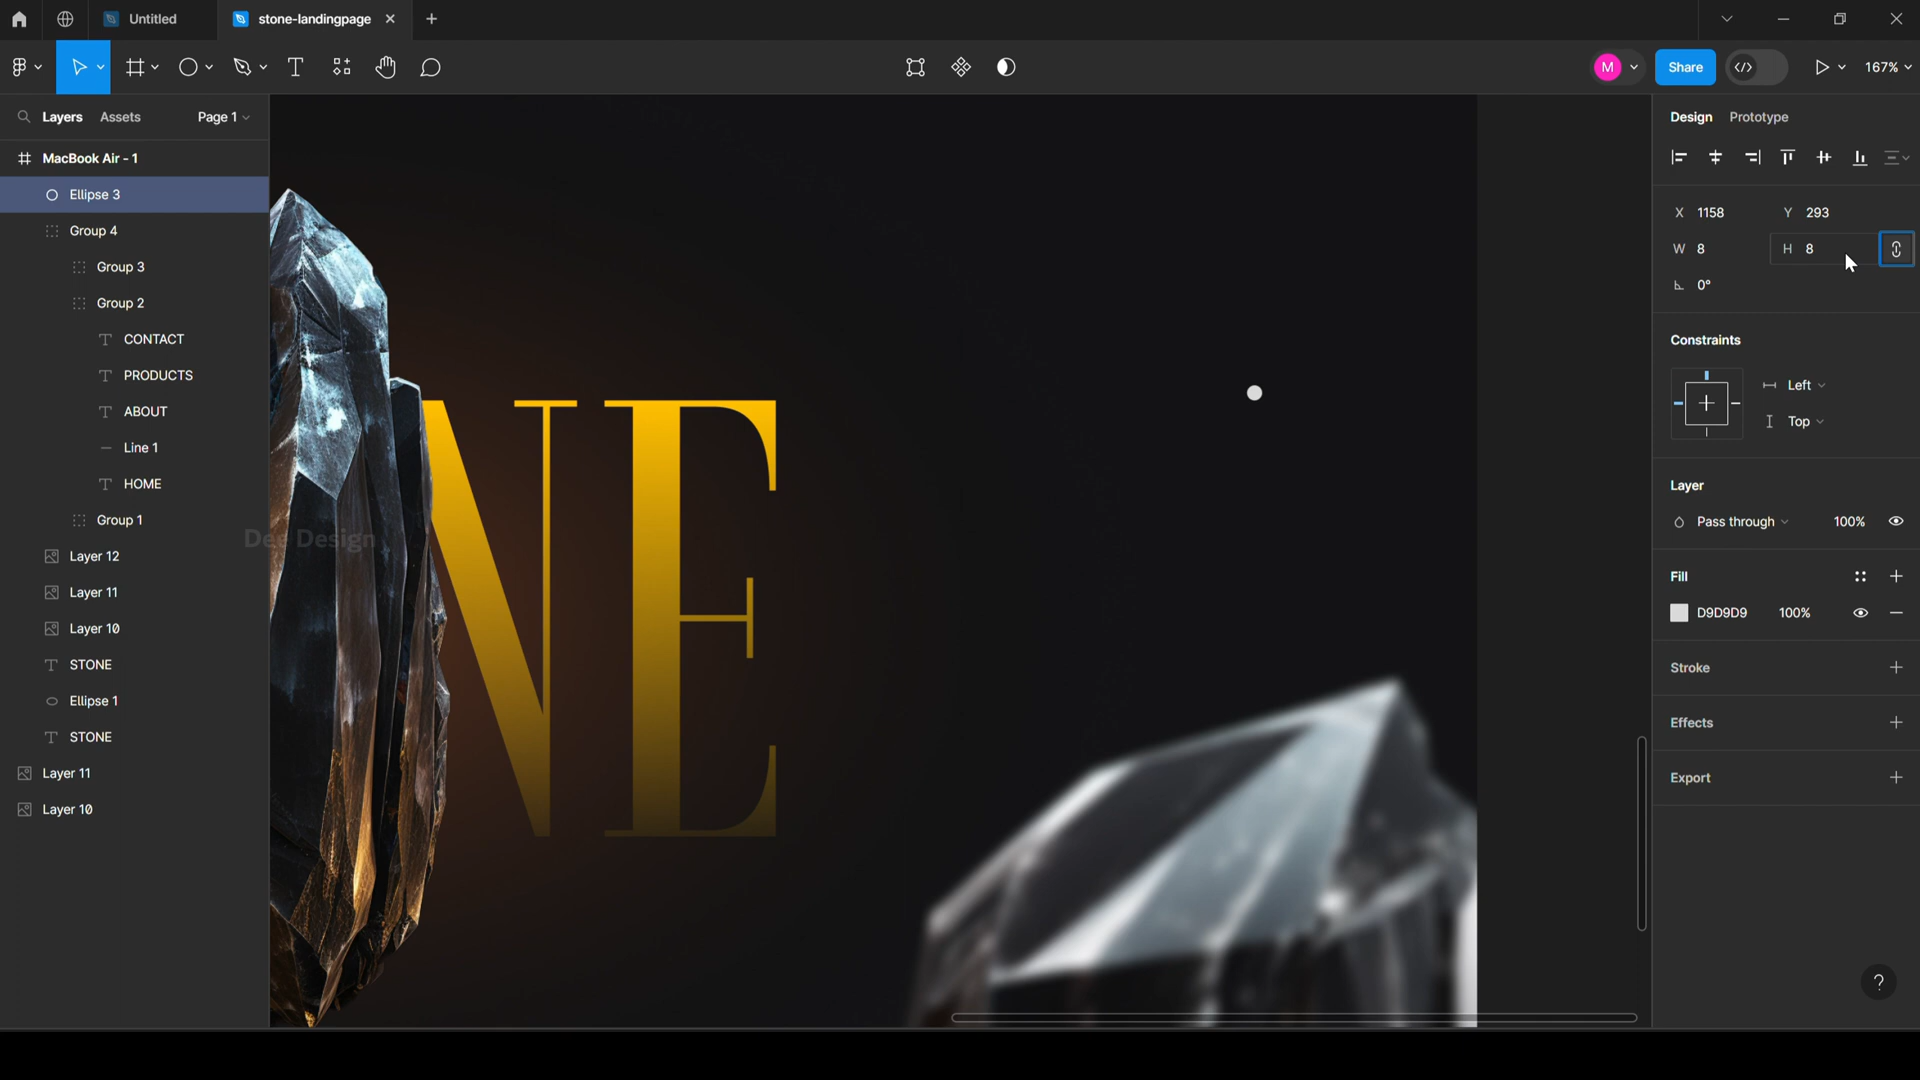 Untitled
stone-landingpage
M
Share
167%
Layers Assets Page 1
MacBook Air - 1
Ellipse 3
Group 4
Group 3
Group 2
CONTACT
PRODUCTS
ABOUT
Line 1
HOME
Group 1
Layer 12
Layer 11
Layer 10
STONE
Ellipse 1
STONE
Layer 11
Layer 10
Dee Design
NE
Design Prototype
X 1158 Y 293
W 8 H 8
0°
Constraints
Left
Top
Layer
Pass through 100%
Fill
D9D9D9 100%
Stroke
Effects
Export
?